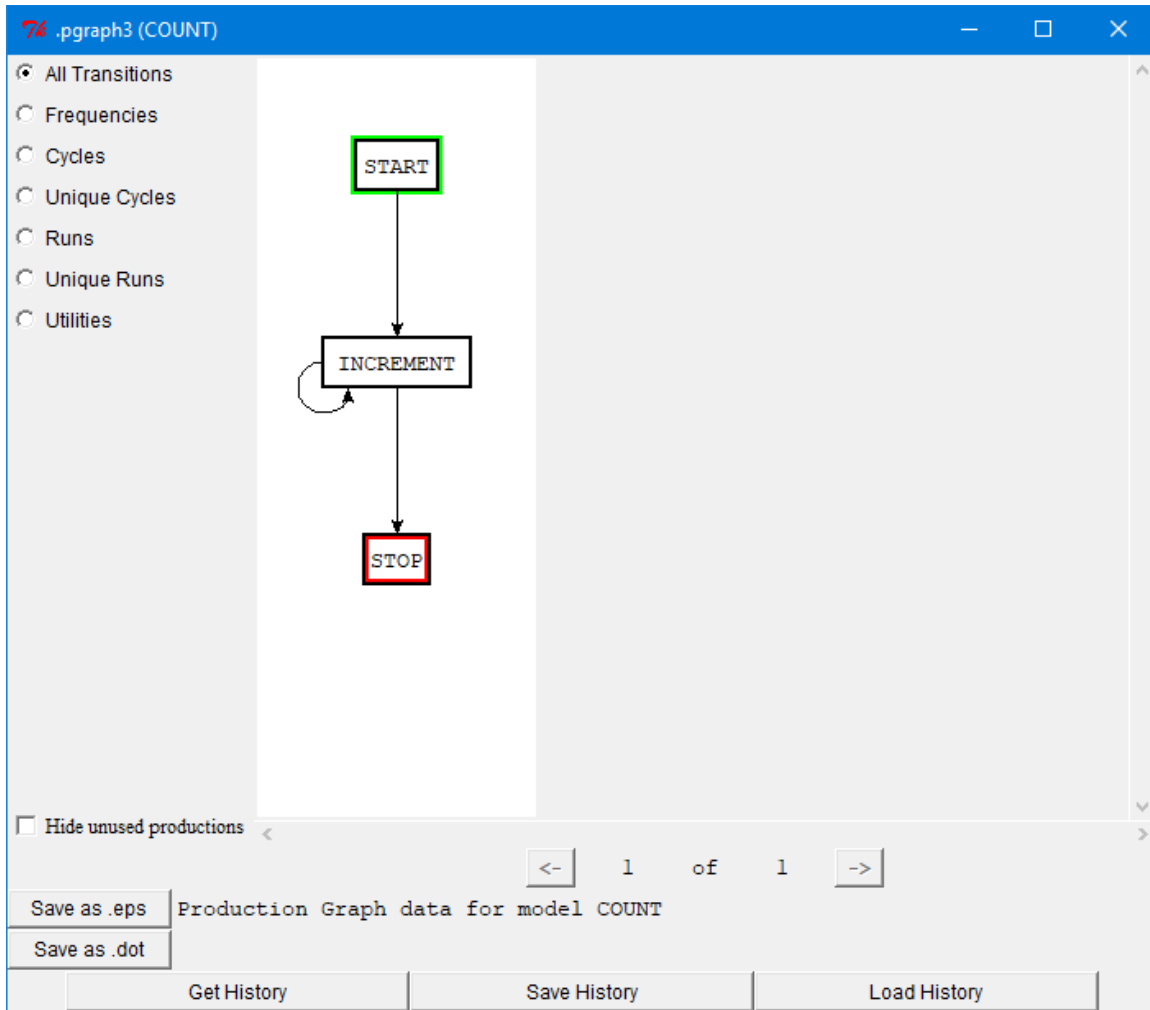 .pgraph3 (COUNT)
All Transitions
Frequencies
Cycles
Unique Cycles
Runs
Unique Runs
Utilities
START
INCREMENT
STOP
Hide unused productions
<- 1 of 1 ->
Save as .eps Production Graph data for model COUNT
Save as .dot
Get History Save History Load History